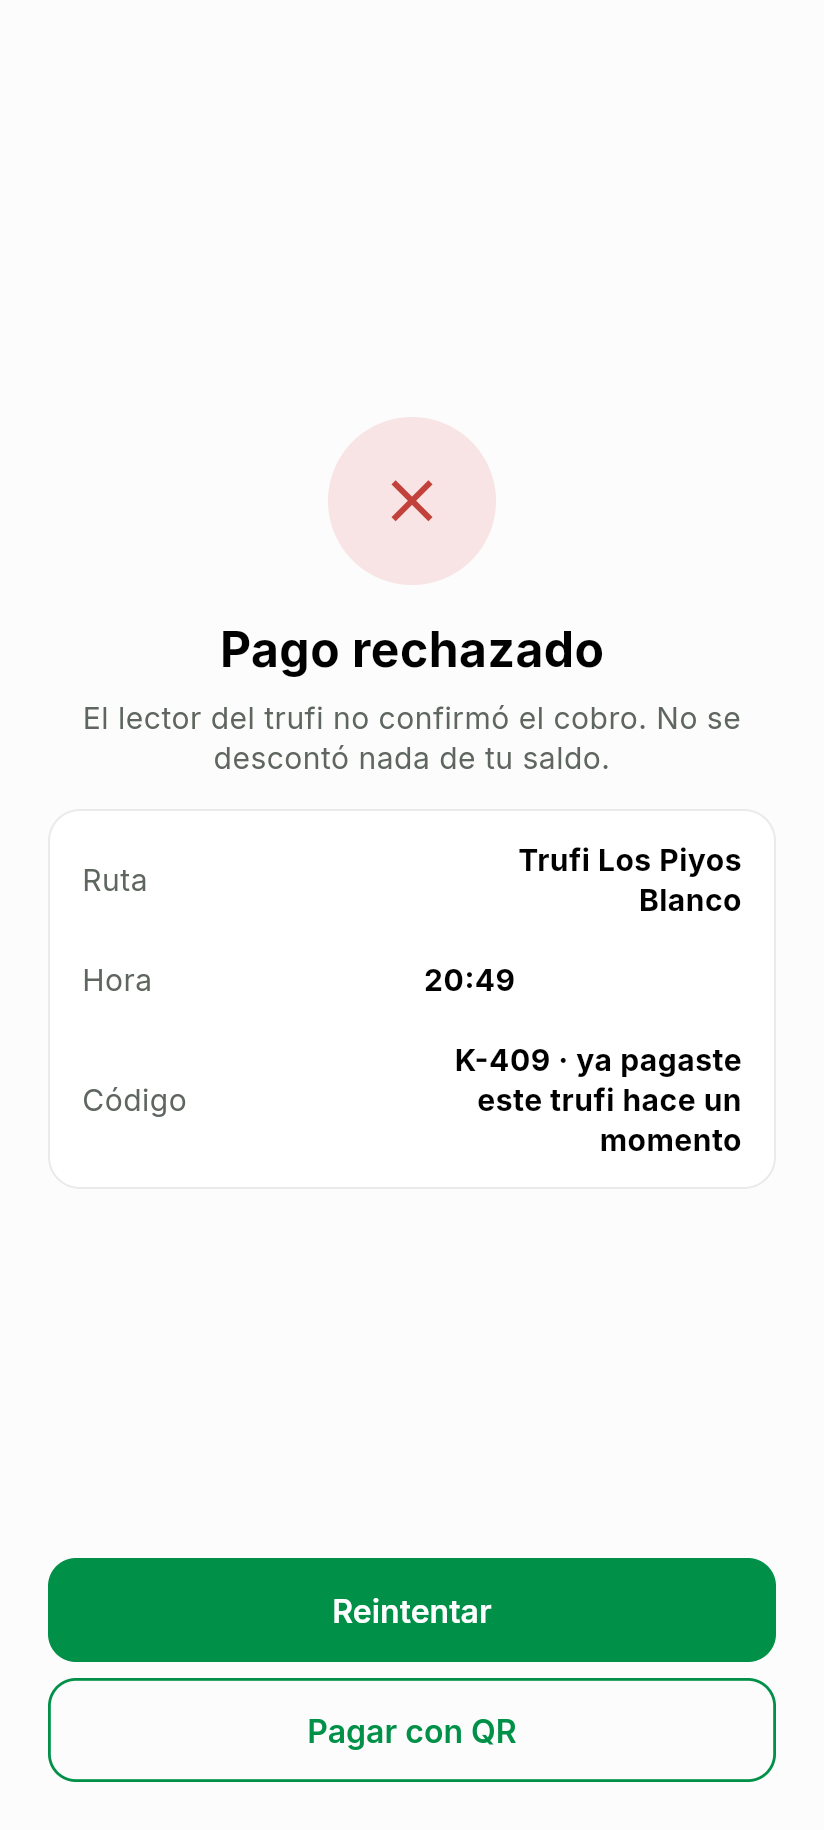 Pago rechazado
El lector del trufi no confirmó el cobro. No se
descontó nada de tu saldo.
Ruta
Trufi Los Piyos
Blanco
Hora
20:49
Código
K-409 · ya pagaste
este trufi hace un
momento
Reintentar
Pagar con QR